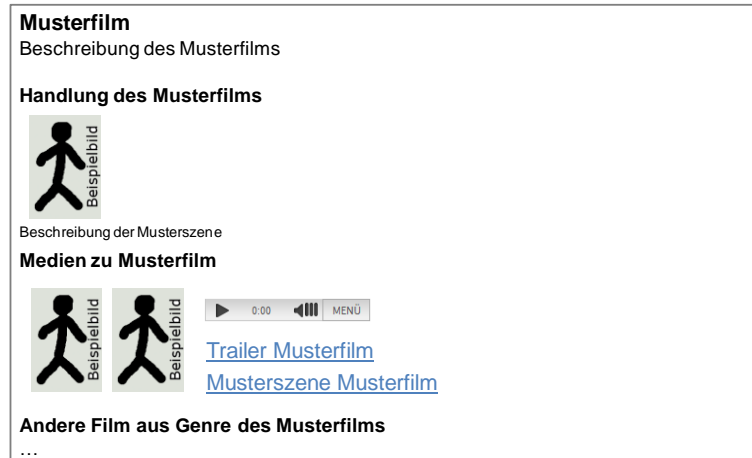 Musterfilm
Beschreibung des Musterfilms
Handlung des Musterfilms
Beispielbild
Beschreibung der Musterszene
Medien zu Musterfilm
Beispielbild
Beispielbild
0:00 MENÜ
Trailer Musterfilm
Musterszene Musterfilm
Andere Film aus Genre des Musterfilms
…